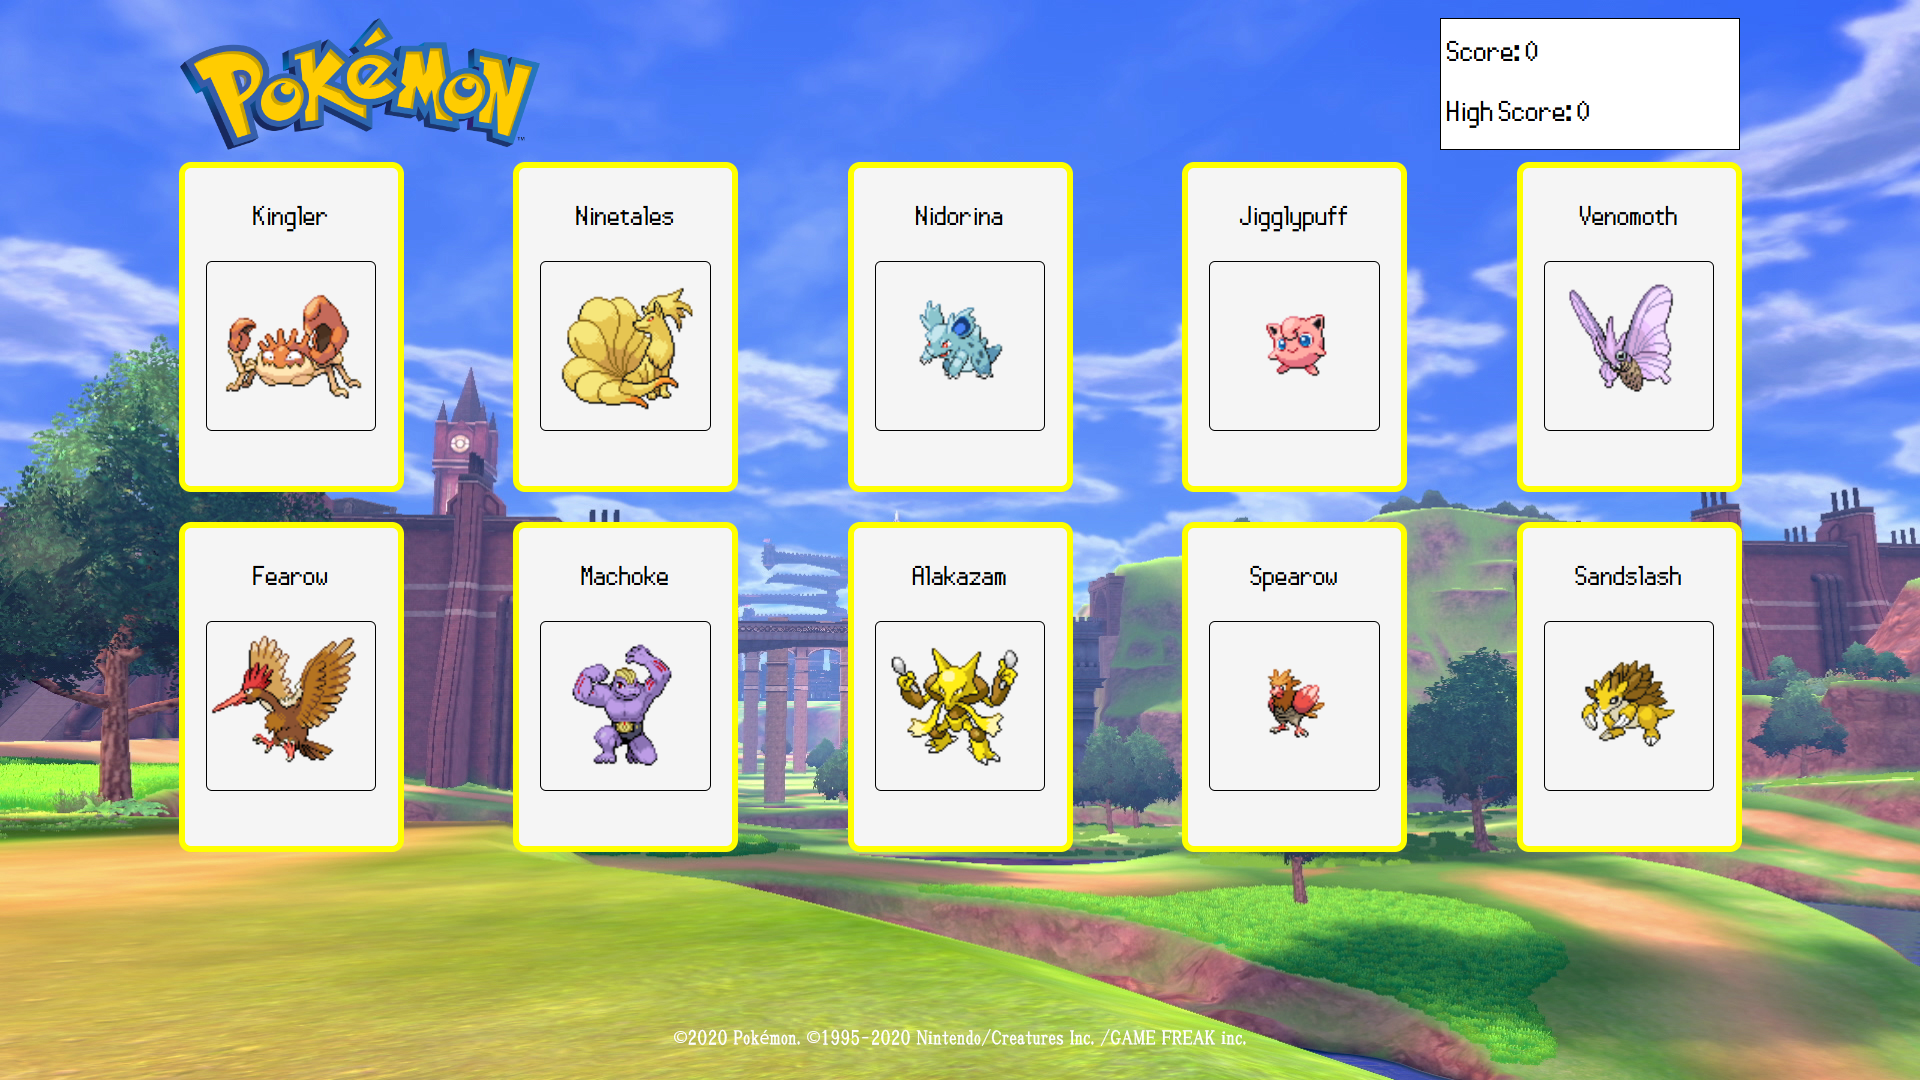 POKéMON
TM
Score: 0
High Score: 0
Kingler
Ninetales
Nidorina
Jigglypuff
Venomoth
Fearow
Machoke
Alakazam
Spearow
Sandslash
©2020 Pokémon. ©1995-2020 Nintendo/Creatures Inc. /GAME FREAK inc.